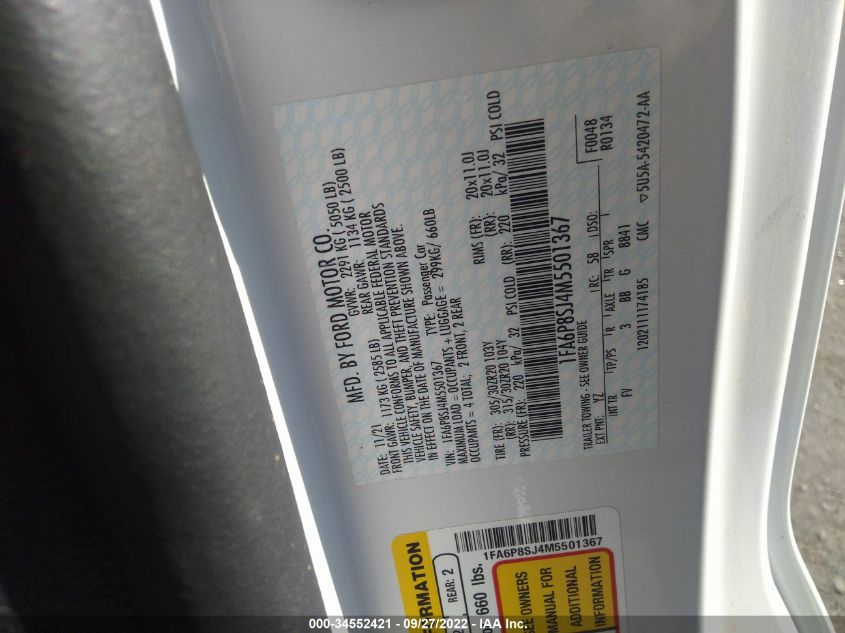 MFD. BY FORD MOTOR CO.
DATE: 11/21 GVWR: 2291 KG ( 5050 LB)
FRONT GAWR: 1173 KG (2585 LB) REAR GAWR: 1134 KG ( 2500 LB)
THIS VEHICLE CONFORMS TO ALL APPLICABLE FEDERAL MOTOR
VEHICLE SAFETY, BUMPER, AND THEFT PREVENTION STANDARDS
IN EFFECT ON THE DATE OF MANUFACTURE SHOWN ABOVE.
VIN: 1FA6P8SJ4M5501367 TYPE: Passenger Car
MAXIMUM LOAD = OCCUPANTS + LUGGAGE = 299KG/ 660LB
OCCUPANTS = 4 TOTAL; 2 FRONT, 2 REAR
TIRE (FR): 305/30ZR20 103Y RIMS (FR): 20x11.0J
(RR): 315/30ZR20 104Y (RR): 20x11.0J
PRESSURE (FR): 220 kPa/ 32 PSI COLD (RR): 220 kPa/ 32 PSI COLD
1FA6P8SJ4M5501367
TRAILER TOWING - SEE OWNER GUIDE
EXT PNT: YZ RC: 58 DSO: F0048
R0134
INT TR TP/PS R AXLE TR SPR
FV 3 BB G 8841
1202111174185 CMC ▽5U5A-5420472-AA
REAR: 2
660 lbs.
1FA6P8SJ4M5501367
SEE OWNERS
MANUAL FOR
ADDITIONAL
INFORMATION
000-34552421 - 09/27/2022 - IAA Inc.